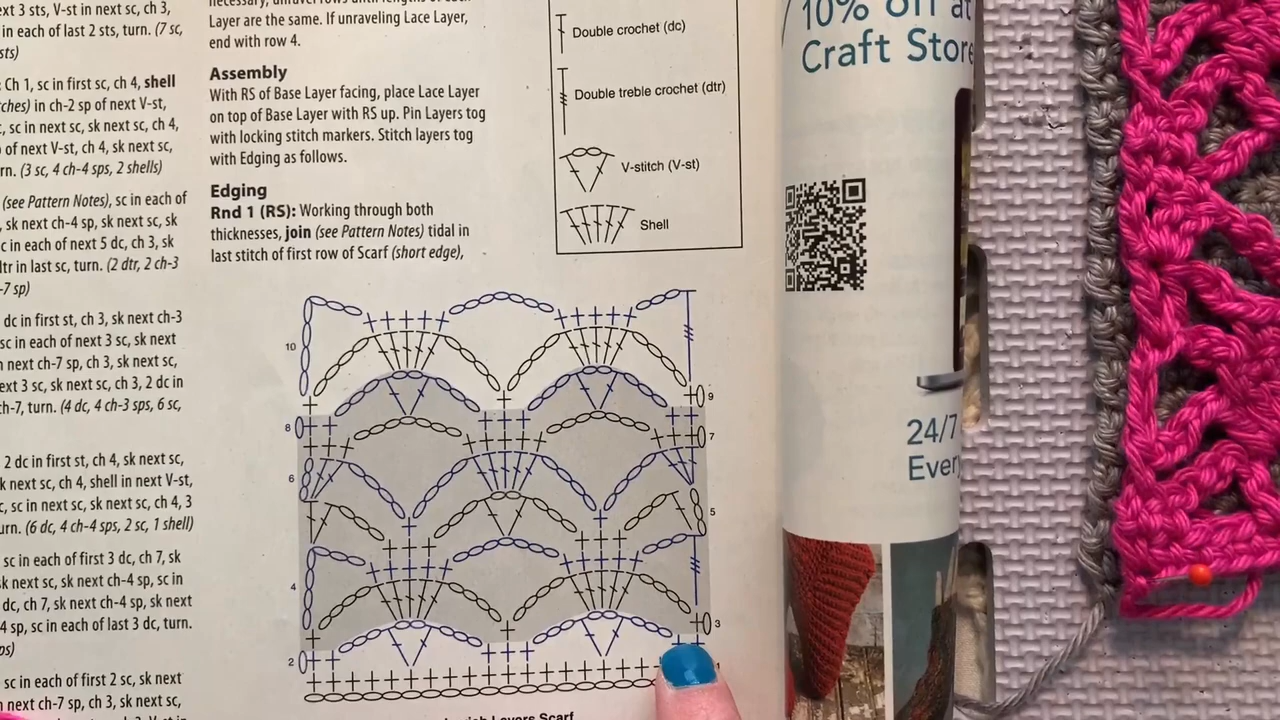 ext 3 sts, V-st in next sc, ch 3,
in each of last 2 sts, turn. (7 sc,
sts)
: Ch 1, sc in first sc, ch 4, shell
ches) in ch-2 sp of next V-st,
, sc in next sc, sk next sc, ch 4,
of next V-st, ch 4, sk next sc,
rn. (3 sc, 4 ch-4 sps, 2 shells)
(see Pattern Notes), sc in each of
, sk next ch-4 sp, sk next sc, sk
c in each of next 5 dc, ch 3, sk
ltr in last sc, turn. (2 dtr, 2 ch-3
-7 sp)
dc in first st, ch 3, sk next ch-3
sc in each of next 3 sc, sk next
n next ch-7 sp, ch 3, sk next sc,
ext 3 sc, sk next sc, ch 3, 2 dc in
ch-7, turn. (4 dc, 4 ch-3 sps, 6 sc,
2 dc in first st, ch 4, sk next sc,
k next sc, ch 4, shell in next V-st,
c, sc in next sc, sk next sc, ch 4, 3
urn. (6 dc, 4 ch-4 sps, 2 sc, 1 shell)
sc in each of first 3 dc, ch 7, sk
k next sc, sk next ch-4 sp, sc in
dc, ch 7, sk next ch-4 sp, sk next
4 sp, sc in each of last 3 dc, turn.
ps)
sc in each of first 2 sc, sk next
n next ch-7 sp, ch 3, sk next sc,
Layer are the same. If unraveling Lace Layer,
end with row 4.
Assembly
With RS of Base Layer facing, place Lace Layer
on top of Base Layer with RS up. Pin Layers tog
with locking stitch markers. Stitch layers tog
with Edging as follows.
Edging
Rnd 1 (RS): Working through both
thicknesses, join (see Pattern Notes) tidal in
last stitch of first row of Scarf (short edge),
Double crochet (dc)
Double treble crochet (dtr)
V-stitch (V-st)
Shell
10
9
8
7
6
5
4
3
2
1
Layers Scarf
10% off at
Craft Store
24/7
Every